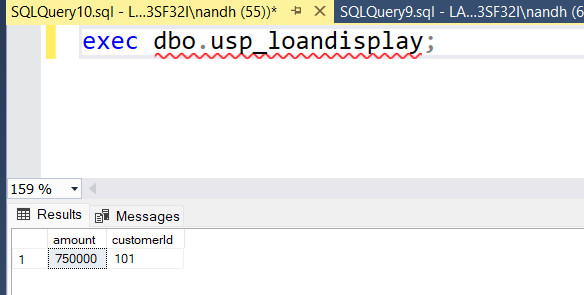 SQLQuery10.sql - L...3SF32I\nandh (55))* SQLQuery9.sql - LA...3SF32I\nandh (6
exec dbo.usp_loandisplay;
159 %
Results Messages
amount customerId
1 750000 101